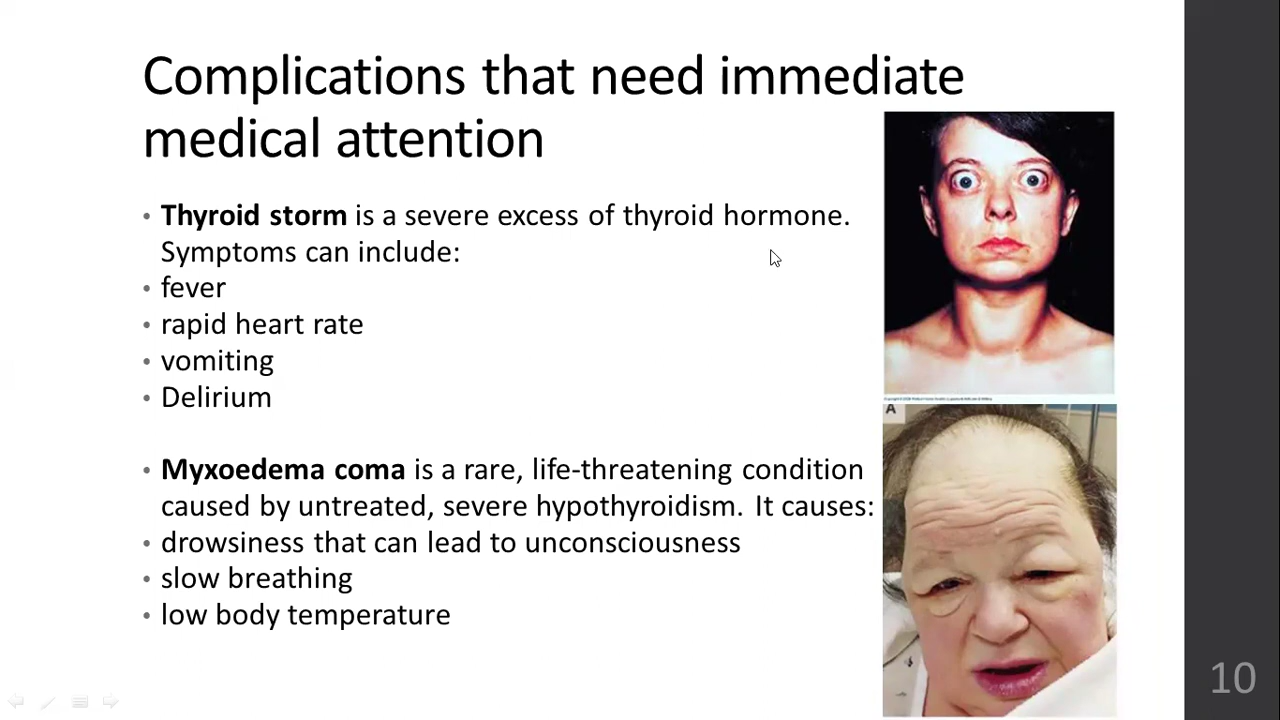 Complications that need immediate
medical attention
• Thyroid storm is a severe excess of thyroid hormone.
Symptoms can include:
• fever
• rapid heart rate
• vomiting
• Delirium
• Myxoedema coma is a rare, life-threatening condition
caused by untreated, severe hypothyroidism. It causes:
• drowsiness that can lead to unconsciousness
• slow breathing
• low body temperature
A
10